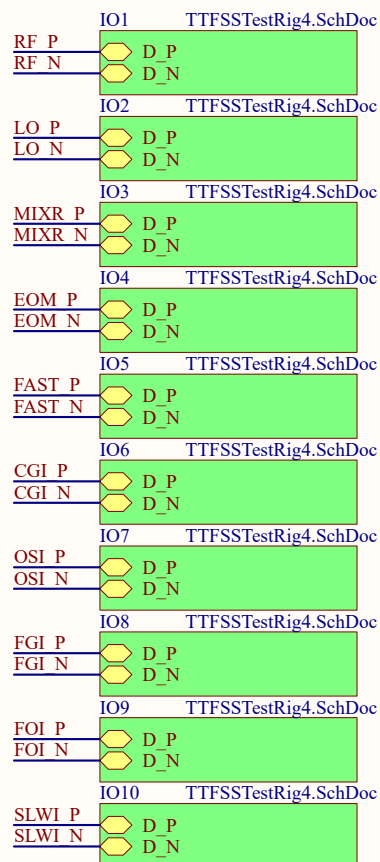 IO1 TTFSSTestRig4.SchDoc
RF_P D_P
RF_N D_N
IO2 TTFSSTestRig4.SchDoc
LO_P D_P
LO_N D_N
IO3 TTFSSTestRig4.SchDoc
MIXR_P D_P
MIXR_N D_N
IO4 TTFSSTestRig4.SchDoc
EOM_P D_P
EOM_N D_N
IO5 TTFSSTestRig4.SchDoc
FAST_P D_P
FAST_N D_N
IO6 TTFSSTestRig4.SchDoc
CGI_P D_P
CGI_N D_N
IO7 TTFSSTestRig4.SchDoc
OSI_P D_P
OSI_N D_N
IO8 TTFSSTestRig4.SchDoc
FGI_P D_P
FGI_N D_N
IO9 TTFSSTestRig4.SchDoc
FOI_P D_P
FOI_N D_N
IO10 TTFSSTestRig4.SchDoc
SLWI_P D_P
SLWI_N D_N